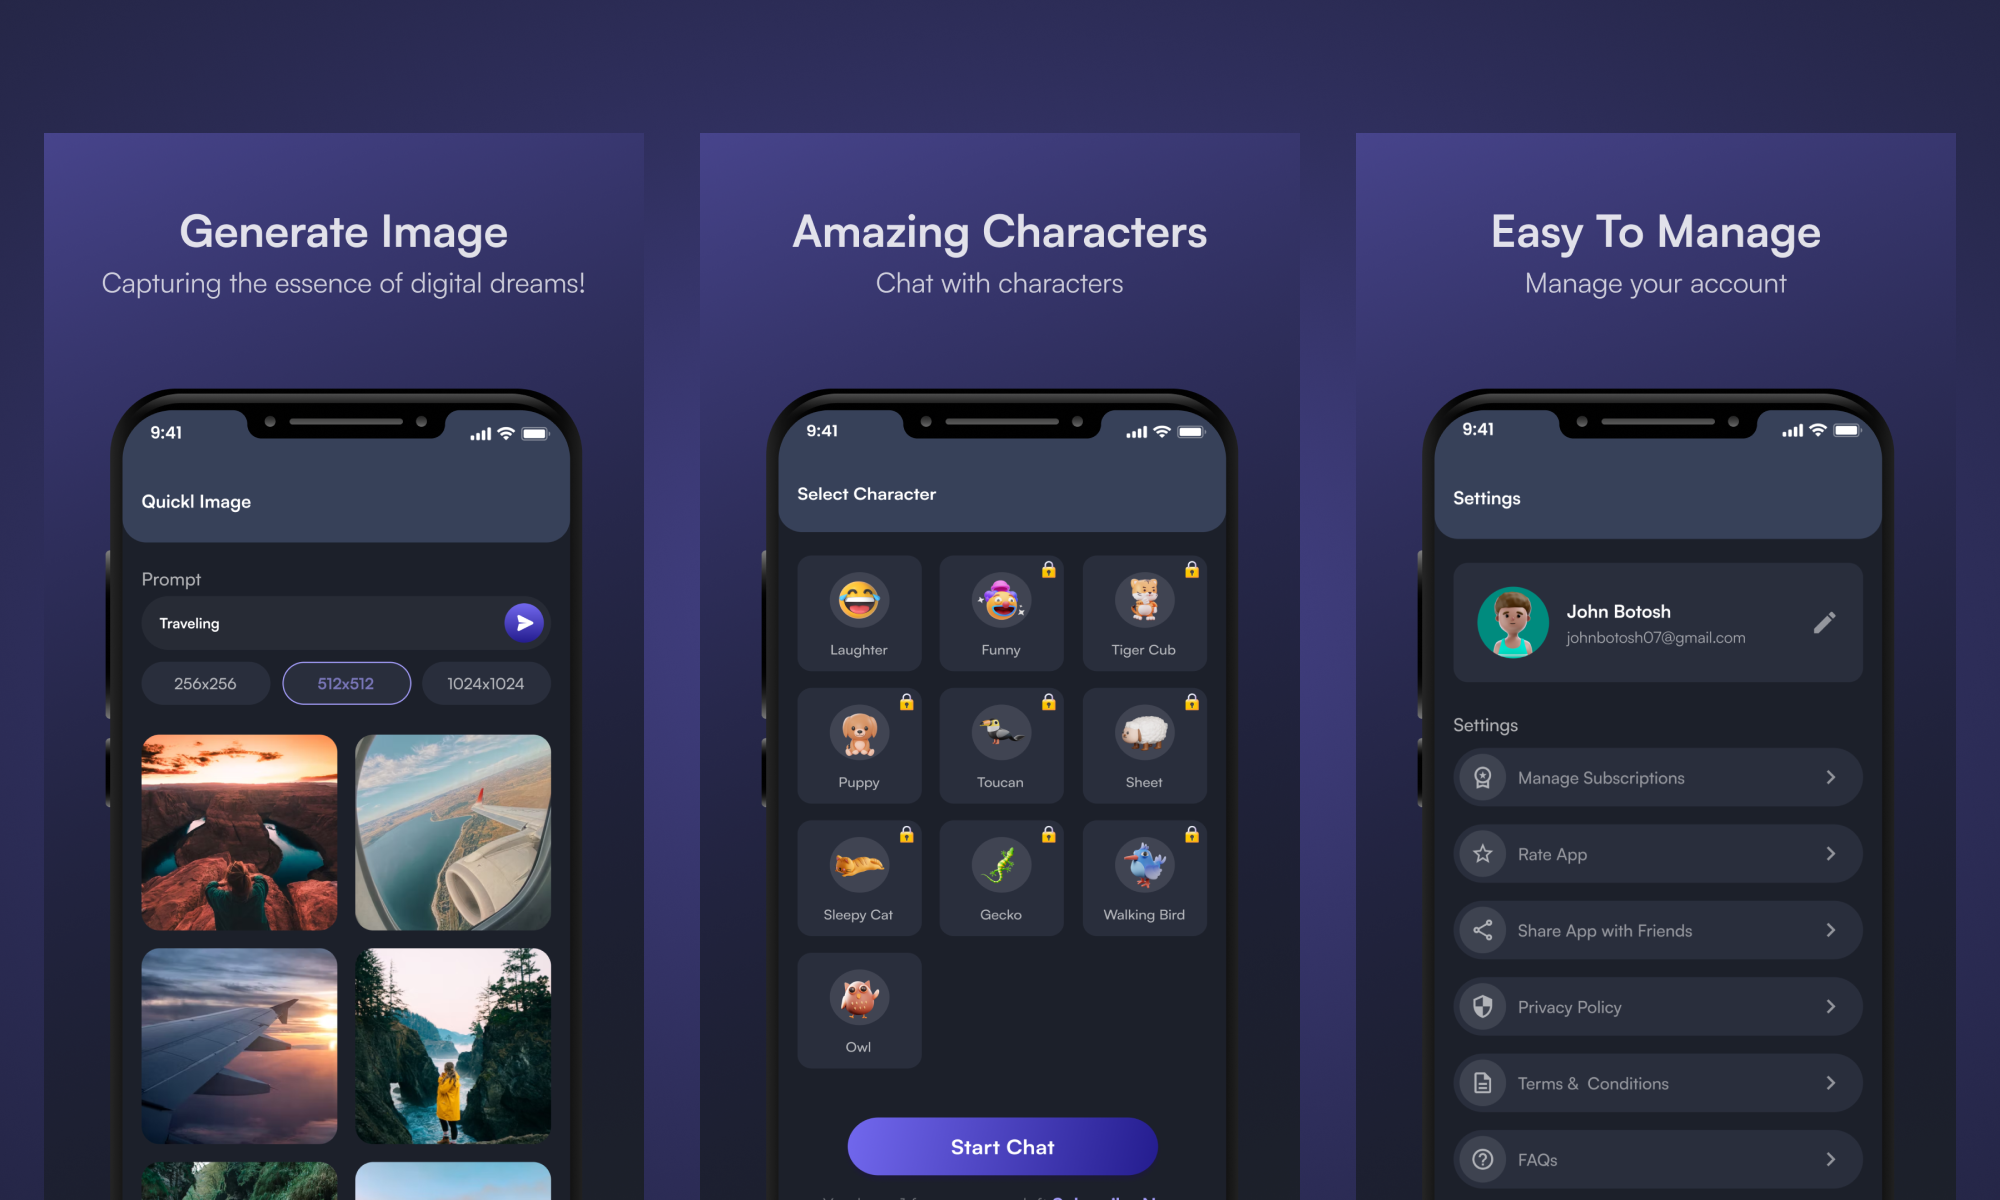 Generate Image
Capturing the essence of digital dreams!
9:41
Quickl Image
Prompt
Traveling
256x256
512x512
1024x1024
Amazing Characters
Chat with characters
9:41
Select Character
Laughter
Funny
Tiger Cub
Puppy
Toucan
Sheet
Sleepy Cat
Gecko
Walking Bird
Owl
Start Chat
Easy To Manage
Manage your account
9:41
Settings
John Botosh
johnbotosh07@gmail.com
Settings
Manage Subscriptions
Rate App
Share App with Friends
Privacy Policy
Terms &  Conditions
FAQs